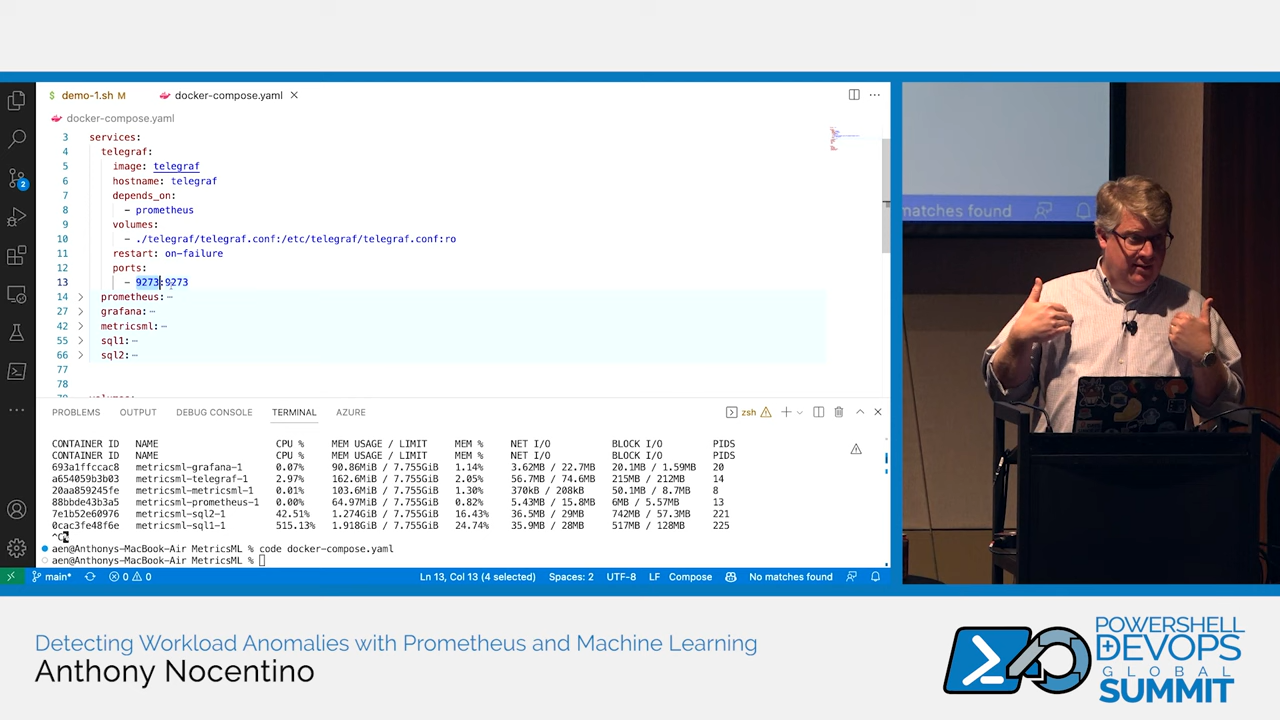 demo-1.sh M docker-compose.yaml
docker-compose.yaml
3 services:
4 telegraf:
5 image: telegraf
6 hostname: telegraf
7 depends_on:
8 - prometheus
9 volumes:
10 - ./telegraf/telegraf.conf:/etc/telegraf/telegraf.conf:ro
11 restart: on-failure
12 ports:
13 - 9273:9273
14 prometheus:
27 grafana:
42 metricsml:
55 sql1:
66 sql2:
77
78
PROBLEMS OUTPUT DEBUG CONSOLE TERMINAL AZURE
zsh
CONTAINER ID NAME CPU % MEM USAGE / LIMIT MEM % NET I/O BLOCK I/O PIDS
CONTAINER ID NAME CPU % MEM USAGE / LIMIT MEM % NET I/O BLOCK I/O PIDS
693a1ffccac8 metricsml-grafana-1 0.07% 90.86MiB / 7.755GiB 1.14% 3.62MB / 22.7MB 20.1MB / 1.59MB 20
a654059b3b03 metricsml-telegraf-1 2.97% 162.6MiB / 7.755GiB 2.05% 56.7MB / 74.6MB 215MB / 212MB 14
20aa859245fe metricsml-metricsml-1 0.01% 103.6MiB / 7.755GiB 1.30% 370kB / 208kB 50.1MB / 8.7MB 8
88bbde43b3a5 metricsml-prometheus-1 0.00% 64.97MiB / 7.755GiB 0.82% 5.43MB / 15.8MB 6MB / 5.57MB 13
7e1b52e60976 metricsml-sql2-1 42.51% 1.274GiB / 7.755GiB 16.43% 36.5MB / 29MB 742MB / 57.3MB 221
0cac3fe48f6e metricsml-sql1-1 515.13% 1.918GiB / 7.755GiB 24.74% 35.9MB / 28MB 517MB / 128MB 225
^C
aen@Anthonys-MacBook-Air MetricsML % code docker-compose.yaml
aen@Anthonys-MacBook-Air MetricsML %
main* 0 0 Ln 13, Col 13 (4 selected) Spaces: 2 UTF-8 LF Compose No matches found
matches found
Detecting Workload Anomalies with Prometheus and Machine Learning
Anthony Nocentino
POWERSHELL
DEVOPS
GLOBAL
SUMMIT